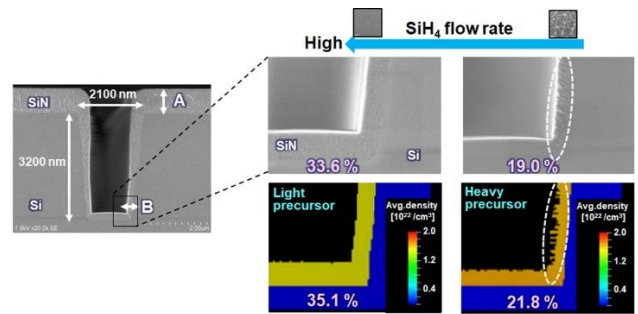 SiH4 flow rate
High
SiN
2100 nm
A
3200 nm
B
Si
1.5kV x20.0k SE
2.00um
SiN
Si
33.6 %
19.0 %
Light
precursor
Avg.density
[10²²/cm³]
2.0
1.2
0.4
35.1 %
Heavy
precursor
Avg.density
[10²²/cm³]
2.0
1.2
0.4
21.8 %